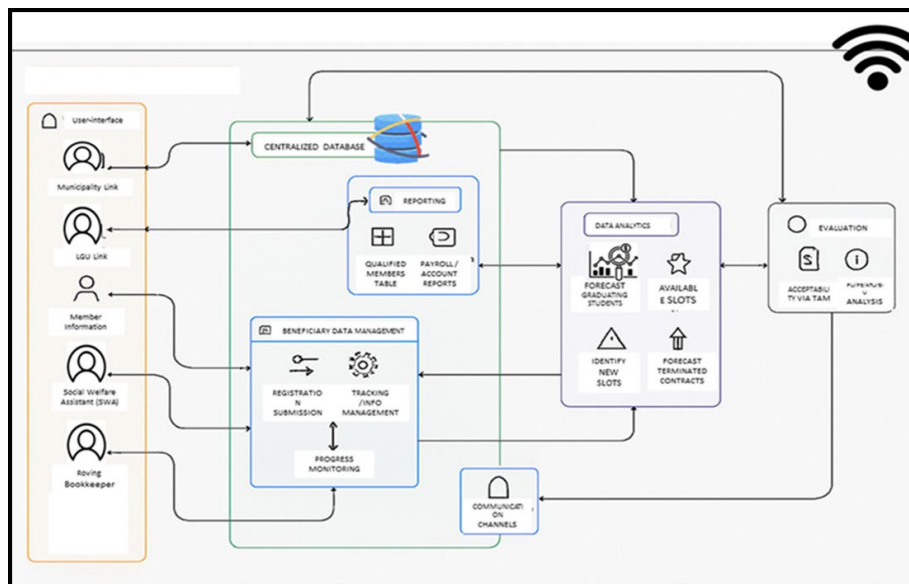 User-interface
Municipality Link
LGU Link
Member
Information
Social Welfare
Assistant (SWA)
Roving
Bookkeeper
CENTRALIZED DATABASE
REPORTING
QUALIFIED
MEMBERS
TABLE
PAYROLL/
ACCOUNT
REPORTS
BENEFICIARY DATA MANAGEMENT
REGISTRATIO
N
SUBMISSION
TRACKING
/INFO
MANAGEMENT
PROGRESS
MONITORING
DATA ANALYTICS
FORECAST
GRADUATING
STUDENTS
AVAILABL
E SLOTS
IDENTIFY
NEW
SLOTS
FORECAST
TERMINATED
CONTRACTS
EVALUATION
ACCEPTABILI
TY VIA TAM
ANALYSIS
COMMUNICATI
ON
CHANNELS